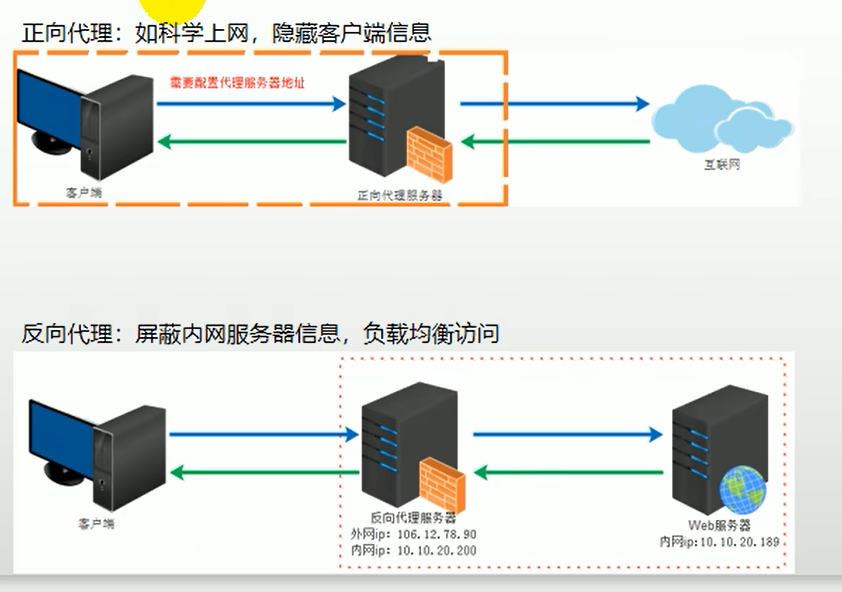 正向代理：如科学上网，隐藏客户端信息
需要配置代理服务器地址
客户端
正向代理服务器
互联网
反向代理：屏蔽内网服务器信息，负载均衡访问
客户端
反向代理服务器
外网ip: 106.12.78.90
内网ip: 10.10.20.200
Web服务器
内网ip:10.10.20.189